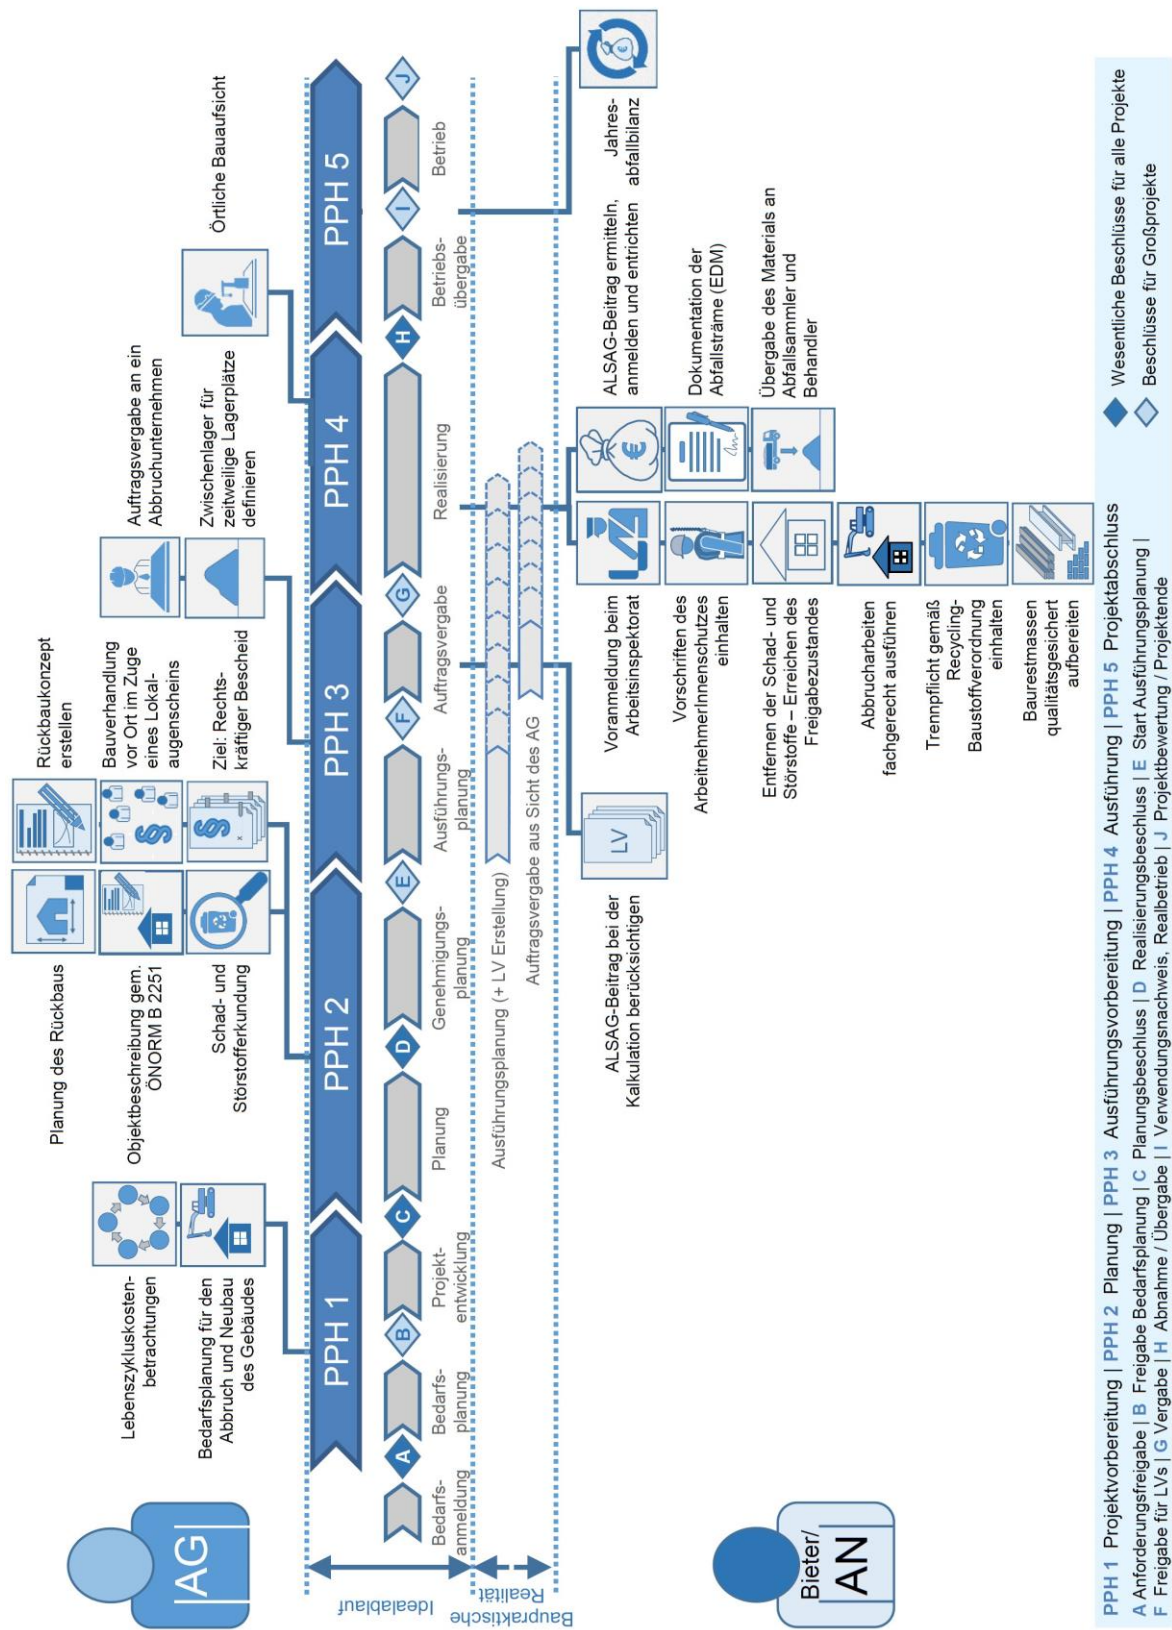 AG
Lebenszykluskosten-
betrachtungen
Bedarfsplanung für den
Abbruch und Neubau
des Gebäudes
Planung des Rückbaus
Objektbeschreibung gem.
ÖNORM B 2251
Schad- und
Störstofferkundung
Rückbaukonzept
erstellen
Bauverhandlung
vor Ort im Zuge
eines Lokal-
augenscheins
Ziel: Rechts-
kräftiger Bescheid
§
§
Auftragsvergabe an ein
Abbruchunternehmen
Zwischenlager für
zeitweilige Lagerplätze
definieren
Örtliche Bauaufsicht
Idealablauf
PPH 1
PPH 2
PPH 3
PPH 4
PPH 5
A
B
C
D
E
F
G
H
I
J
Bedarfs-
anmeldung
Bedarfs-
planung
Projekt-
entwicklung
Planung
Genehmigungs-
planung
Ausführungs-
planung
Auftragsvergabe
Realisierung
Betriebs-
übergabe
Betrieb
Baupraktische
Realität
Ausführungsplanung (+ LV Erstellung)
Auftragsvergabe aus Sicht des AG
Bieter/
AN
ALSAG-Beitrag bei der
Kalkulation berücksichtigen
LV
Voranmeldung beim
Arbeitsinspektorat
Vorschriften des
ArbeitnehmerInnenschutzes
einhalten
Entfernen der Schad- und
Störstoffe – Erreichen des
Freigabezustandes
Abbrucharbeiten
fachgerecht ausführen
Trennpflicht gemäß
Recycling-
Baustoffverordnung
einhalten
Baurestmassen
qualitätsgesichert
aufbereiten
€
ALSAG-Beitrag ermitteln,
anmelden und entrichten
Dokumentation der
Abfallströme (EDM)
Übergabe des Materials an
Abfallsammler und
Behandler
Jahres-
abfallbilanz
€
PPH 1 Projektvorbereitung | PPH 2 Planung | PPH 3 Ausführungsvorbereitung | PPH 4 Ausführung | PPH 5 Projektabschluss
A Anforderungsfreigabe | B Freigabe Bedarfsplanung | C Planungsbeschluss | D Realisierungsbeschluss | E Start Ausführungsplanung |
F Freigabe für LVs | G Vergabe | H Abnahme / Übergabe | I Verwendungsnachweis, Realbetrieb | J Projektbewertung / Projektende
Wesentliche Beschlüsse für alle Projekte
Beschlüsse für Großprojekte